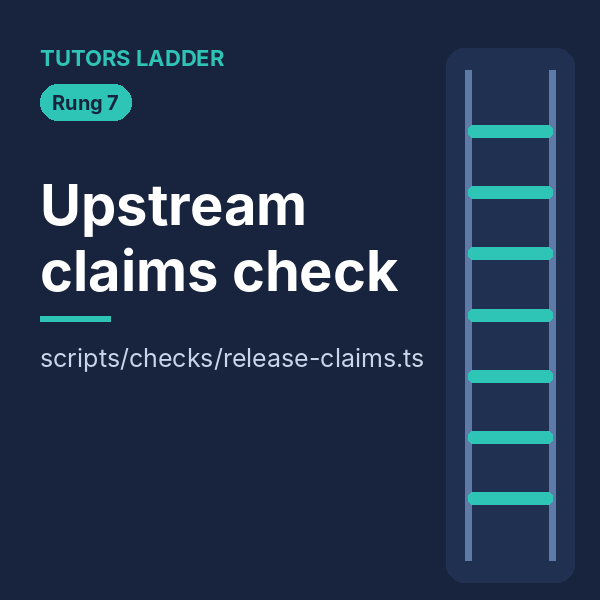 TUTORS LADDER
Rung 7
Upstream
claims check
scripts/checks/release-claims.ts